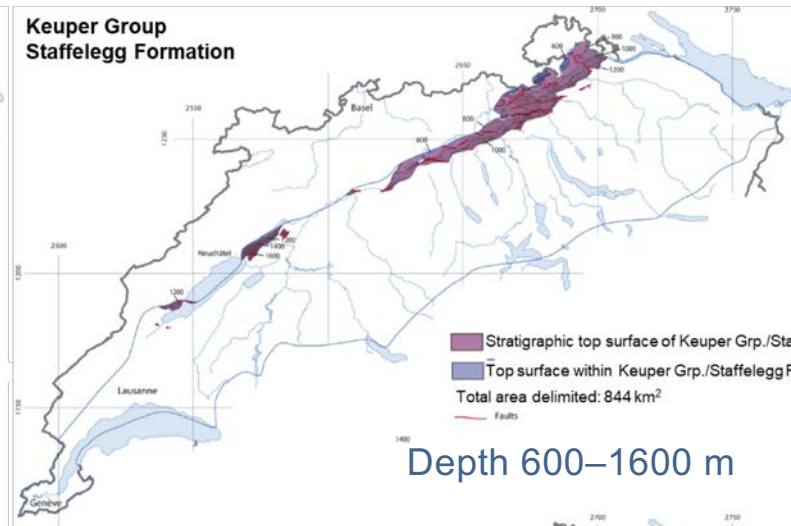 Keuper Group
Staffelegg Formation
2700
2750
800
600
1000
1200
2650
2550
Basel
1250
800
600
1000
2500
Neuchâtel
1200
1400
1600
1200
1200
Stratigraphic top surface of Keuper Grp./Sta
Top surface within Keuper Grp./Staffelegg F
Total area delimited: 844 km²
Faults
Lausanne
1150
1400
Depth 600–1600 m
Genève
2700
2750